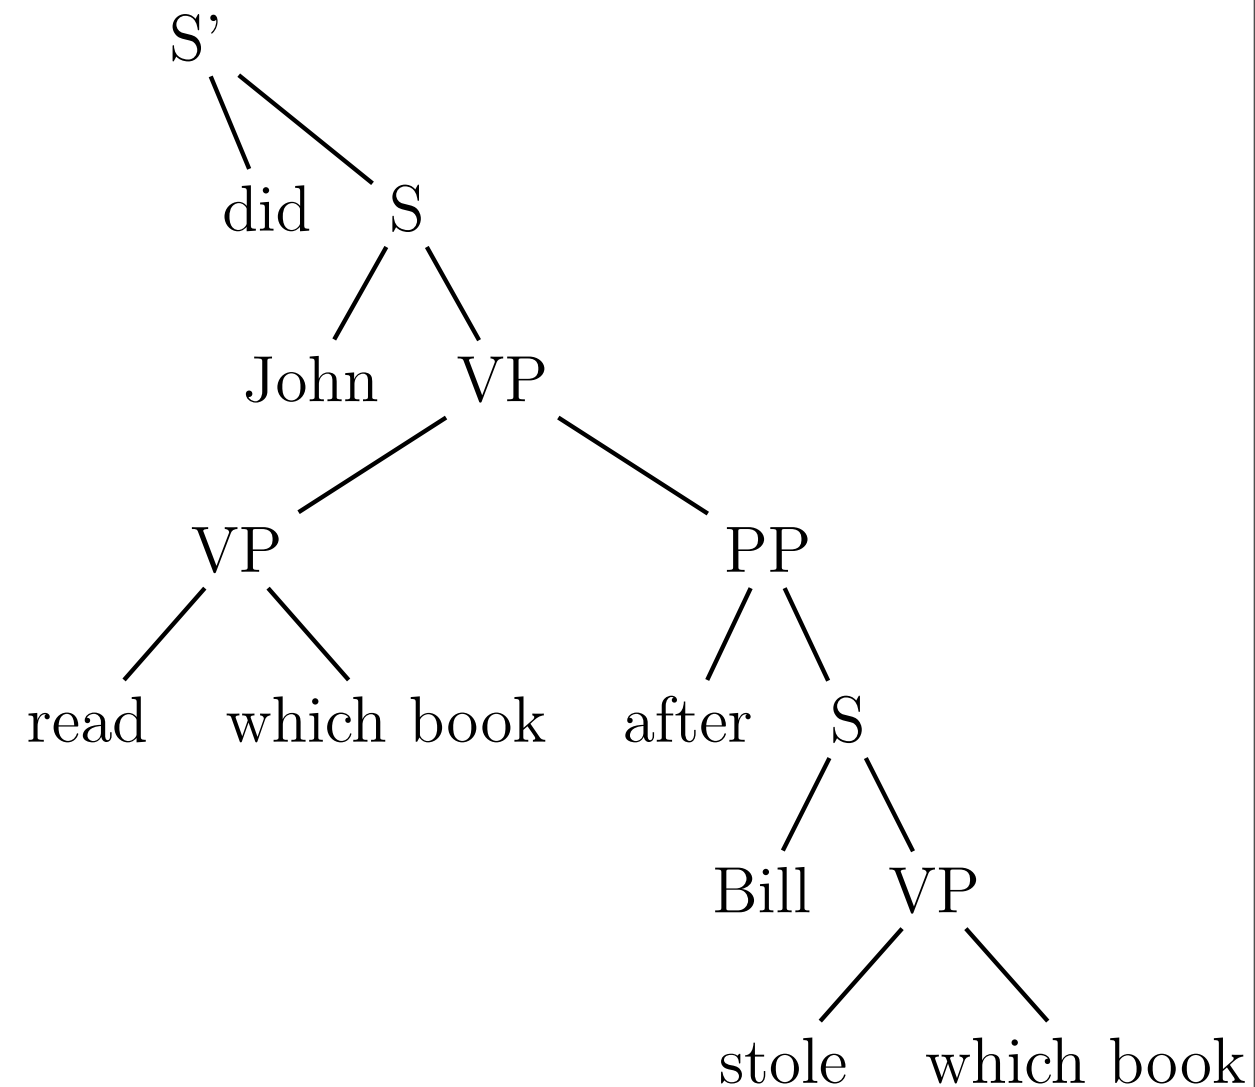 S’
did S
John VP
VP PP
read which book after S
Bill VP
stole which book